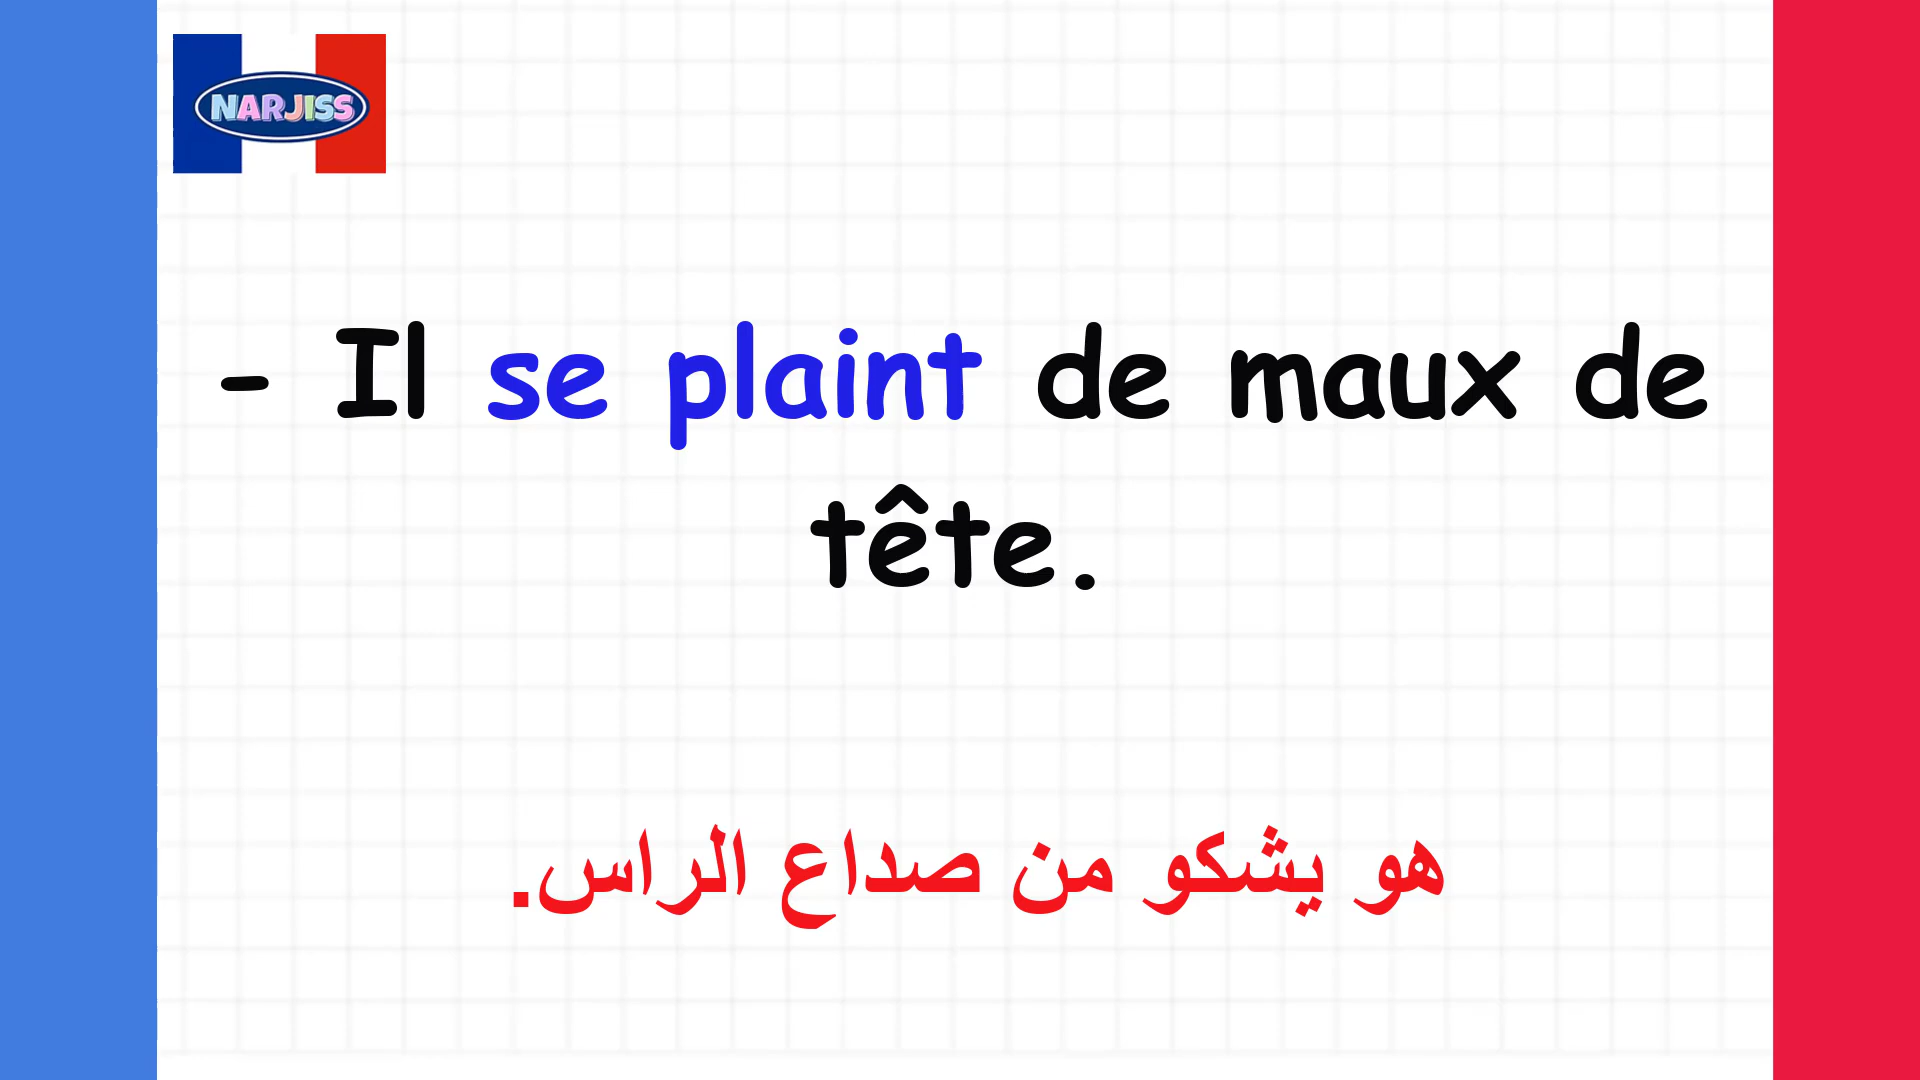 NARJISS
- Il se plaint de maux de
tête.
هو يشكو من صداع الراس.